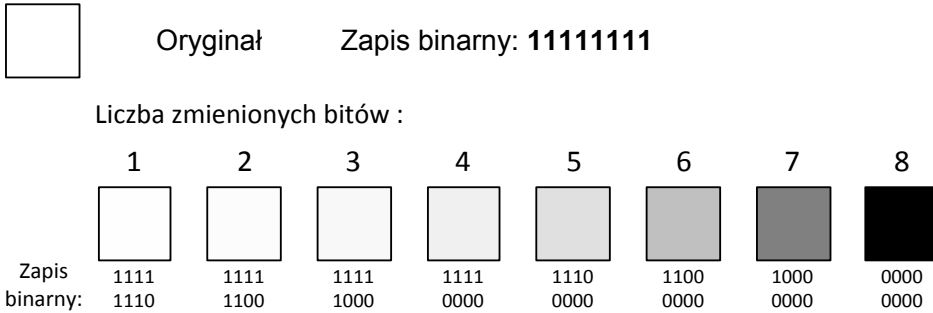 Oryginał Zapis binarny: 11111111
Liczba zmienionych bitów :
1 2 3 4 5 6 7 8
Zapis 1111 1111 1111 1111 1110 1100 1000 0000
binarny: 1110 1100 1000 0000 0000 0000 0000 0000